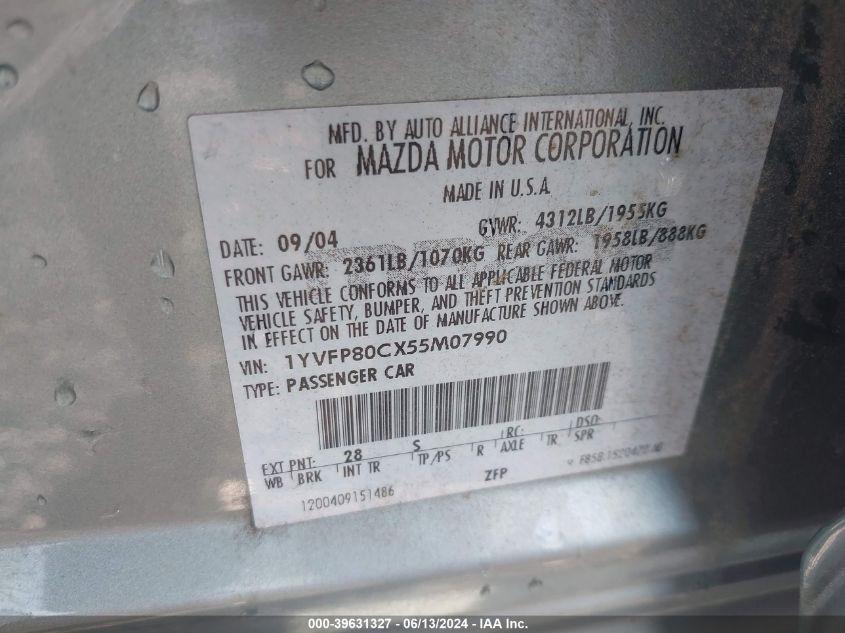 MFD. BY AUTO ALLIANCE INTERNATIONAL, INC.
FOR MAZDA MOTOR CORPORATION
MADE IN U.S.A.
DATE: 09/04 GVWR: 4312LB/1955KG
FRONT GAWR: 2361LB/1070KG REAR GAWR: 1958LB/888KG
THIS VEHICLE CONFORMS TO ALL APPLICABLE FEDERAL MOTOR
VEHICLE SAFETY, BUMPER, AND THEFT PREVENTION STANDARDS
IN EFFECT ON THE DATE OF MANUFACTURE SHOWN ABOVE.
VIN: 1YVFP80CX55M07990
TYPE: PASSENGER CAR
EXT PNT: 28 S RC: DSO:
WB BRK INT TR TP/PS R AXLE TR SPR
1200409151486 ZFP
000-39631327 - 06/13/2024 - IAAI.com Inc.